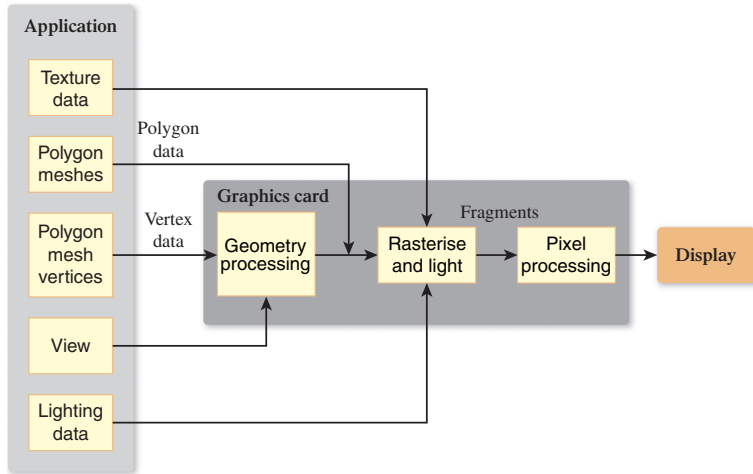 Application
Texture
data
Polygon
meshes
Polygon
mesh
vertices
View
Lighting
data
Polygon
data
Vertex
data
Graphics card
Geometry
processing
Rasterise
and light
Fragments
Pixel
processing
Display